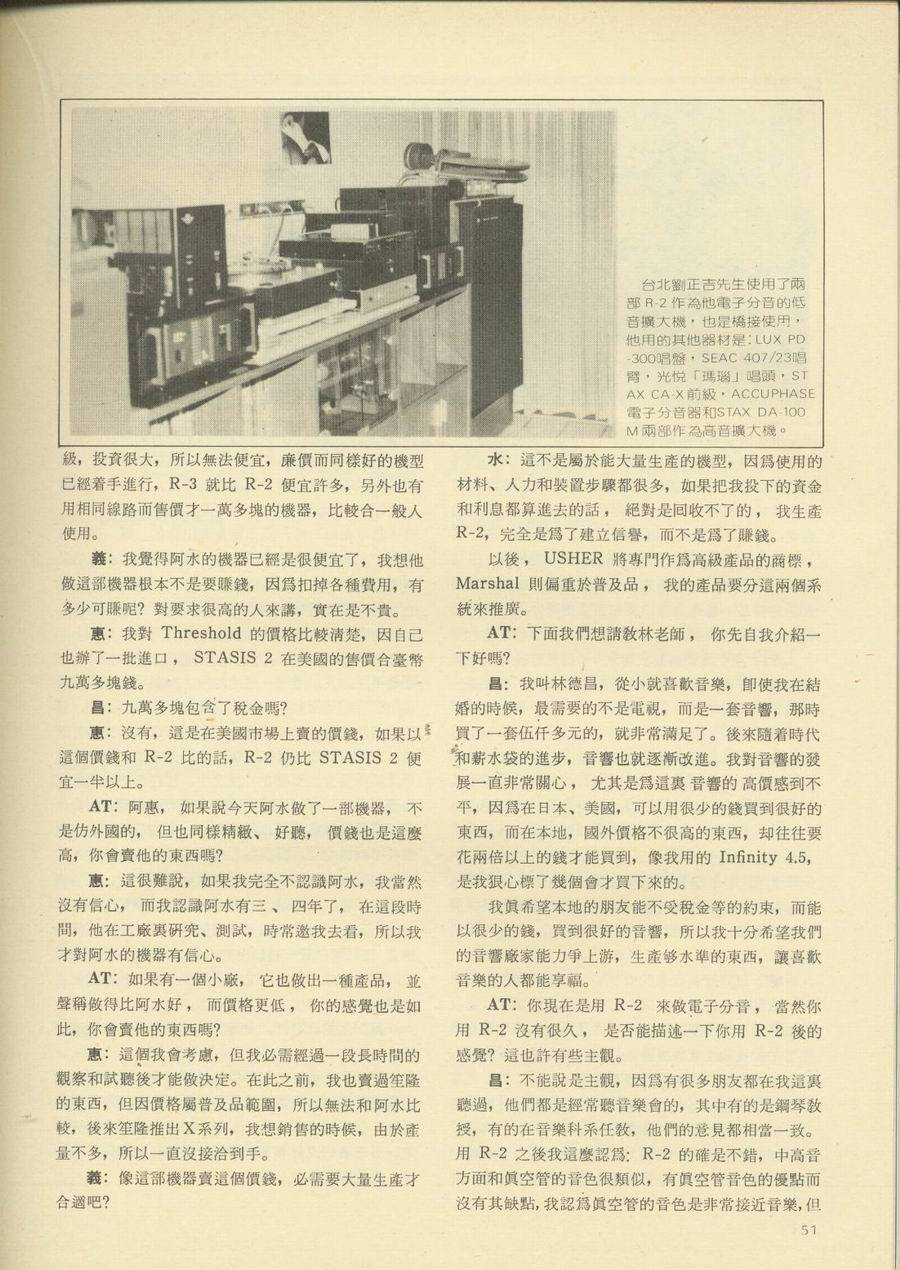 台北劉正吉先生使用了兩
部 R-2 作為他電子分音的低
音擴大機，也是橋接使用，
他用的其他器材是：LUX PD
-300唱盤，SEAC 407/23唱
臂，光悅「瑪瑙」唱頭，ST
AX CA-X前級，ACCUPHASE
電子分音器和STAX DA-100
M兩部作為高音擴大機。
級，投資很大，所以無法便宜，廉價而同樣好的機型
已經着手進行，R-3 就比 R-2 便宜許多，另外也有
用相同線路而售價才一萬多塊的機器，比較合一般人
使用。
義：我覺得阿水的機器已經是很便宜了，我想他
做這部機器根本不是要賺錢，因爲扣掉各種費用，有
多少可賺呢？對要求很高的人來講，實在是不貴。
惠：我對 Threshold 的價格比較清楚，因自己
也辦了一批進口，STASIS 2 在美國的售價合臺幣
九萬多塊錢。
昌：九萬多塊包含了稅金嗎？
惠：沒有，這是在美國市場上賣的價錢，如果以
這個價錢和 R-2 比的話，R-2 仍比 STASIS 2 便
宜一半以上。
AT：阿惠，如果說今天阿水做了一部機器，不
是仿外國的，但也同樣精緻、好聽，價錢也是這麼
高，你會賣他的東西嗎？
惠：這很難說，如果我完全不認識阿水，我當然
沒有信心，而我認識阿水有三、四年了，在這段時
間，他在工廠裏研究、測試，時常邀我去看，所以我
才對阿水的機器有信心。
AT：如果有一個小廠，它也做出一種產品，並
聲稱做得比阿水好，而價格更低，你的感覺也是如
此，你會賣他的東西嗎？
惠：這個我會考慮，但我必需經過一段長時間的
觀察和試聽後才能做決定。在此之前，我也賣過笙隆
的東西，但因價格屬普及品範圍，所以無法和阿水比
較，後來笙隆推出X系列，我想銷售的時候，由於產
量不多，所以一直沒接洽到手。
義：像這部機器賣這個價錢，必需要大量生產才
合適吧？
水：這不是屬於能大量生產的機型，因爲使用的
材料、人力和裝置步驟都很多，如果把我投下的資金
和利息都算進去的話，絕對是回收不了的，我生產
R-2，完全是爲了建立信譽，而不是爲了賺錢。
以後，USHER 將專門作爲高級產品的商標，
Marshal 則偏重於普及品，我的產品要分這兩個系
統來推廣。
AT：下面我們想請敎林老師，你先自我介紹一
下好嗎？
昌：我叫林德昌，從小就喜歡音樂，卽使我在結
婚的時候，最需要的不是電視，而是一套音響，那時
買了一套伍仟多元的，就非常滿足了。後來隨着時代
和薪水袋的進步，音響也就逐漸改進。我對音響的發
展一直非常關心，尤其是爲這裏音響的高價感到不
平，因爲在日本、美國，可以用很少的錢買到很好的
東西，而在本地，國外價格不很高的東西，却往往要
花兩倍以上的錢才能買到，像我用的 Infinity 4.5，
是我狠心標了幾個會才買下來的。
我眞希望本地的朋友能不受稅金等的約束，而能
以很少的錢，買到很好的音響，所以我十分希望我們
的音響廠家能力爭上游，生產够水準的東西，讓喜歡
音樂的人都能享福。
AT：你現在是用 R-2 來做電子分音，當然你
用 R-2 沒有很久，是否能描述一下你用 R-2 後的
感覺？這也許有些主觀。
昌：不能說是主觀，因爲有很多朋友都在我這裏
聽過，他們都是經常聽音樂會的，其中有的是鋼琴敎
授，有的在音樂科系任敎，他們的意見都相當一致。
用 R-2 之後我這麼認爲：R-2 的確是不錯，中高音
方面和眞空管的音色很類似，有眞空管音色的優點而
沒有其缺點，我認爲眞空管的音色是非常接近音樂，但
51